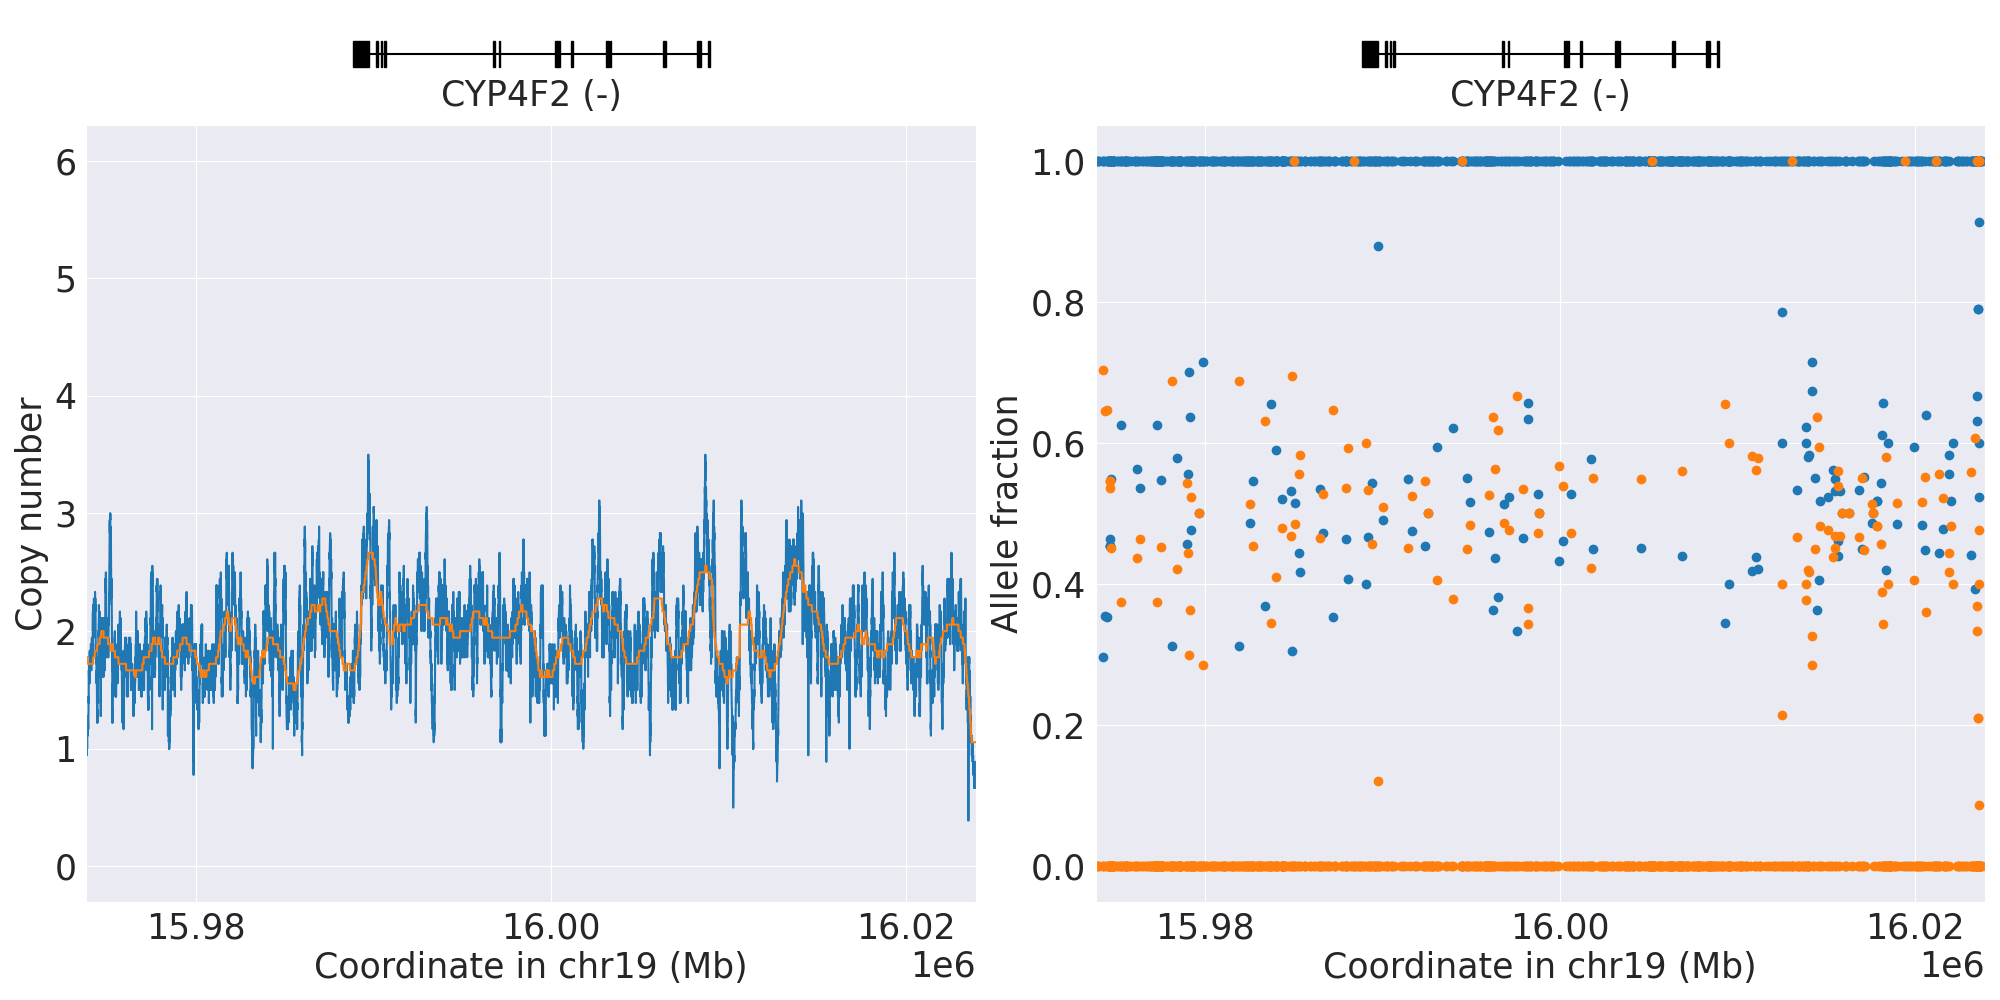 CYP4F2 (-)
Copy number
6
5
4
3
2
1
0
15.98
16.00
16.02
Coordinate in chr19 (Mb)
1e6
CYP4F2 (-)
Allele fraction
1.0
0.8
0.6
0.4
0.2
0.0
15.98
16.00
16.02
Coordinate in chr19 (Mb)
1e6